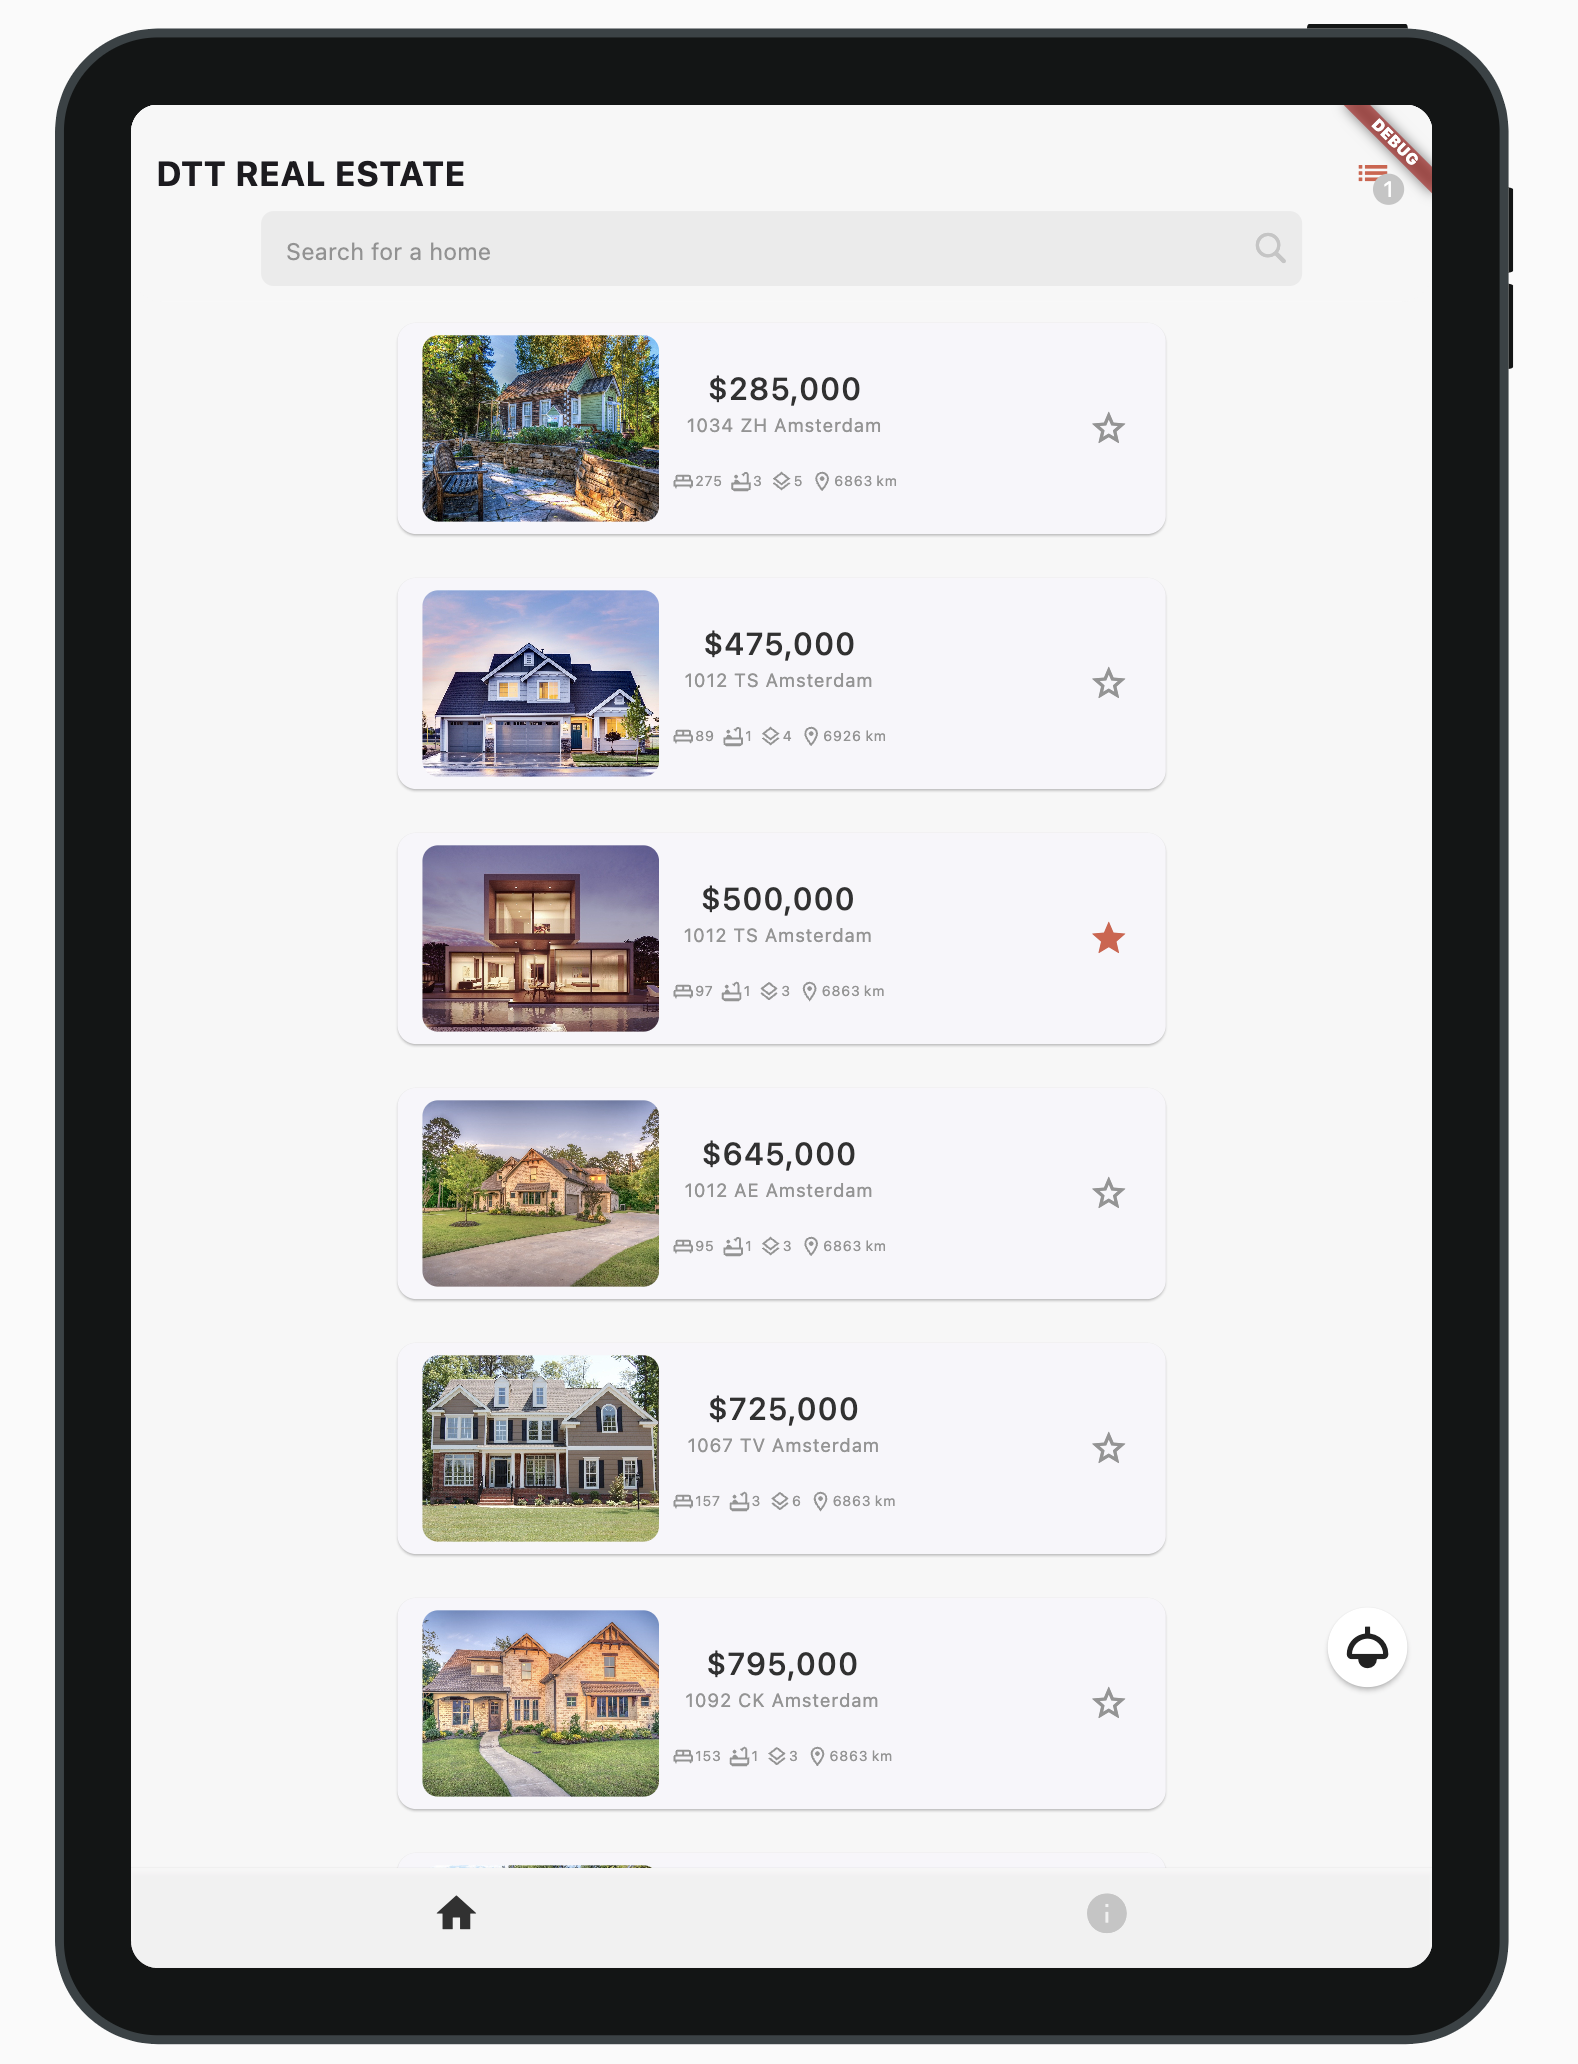 DEBUG
DTT REAL ESTATE
1
Search for a home
$285,000
1034 ZH Amsterdam
275 3 5 6863 km
$475,000
1012 TS Amsterdam
89 1 4 6926 km
$500,000
1012 TS Amsterdam
97 1 3 6863 km
$645,000
1012 AE Amsterdam
95 1 3 6863 km
$725,000
1067 TV Amsterdam
157 3 6 6863 km
$795,000
1092 CK Amsterdam
153 1 3 6863 km